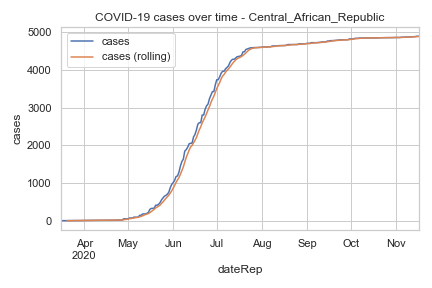 COVID-19 cases over time - Central_African_Republic
cases
cases (rolling)
cases
5000
4000
3000
2000
1000
0
Apr May Jun Jul Aug Sep Oct Nov
2020
dateRep